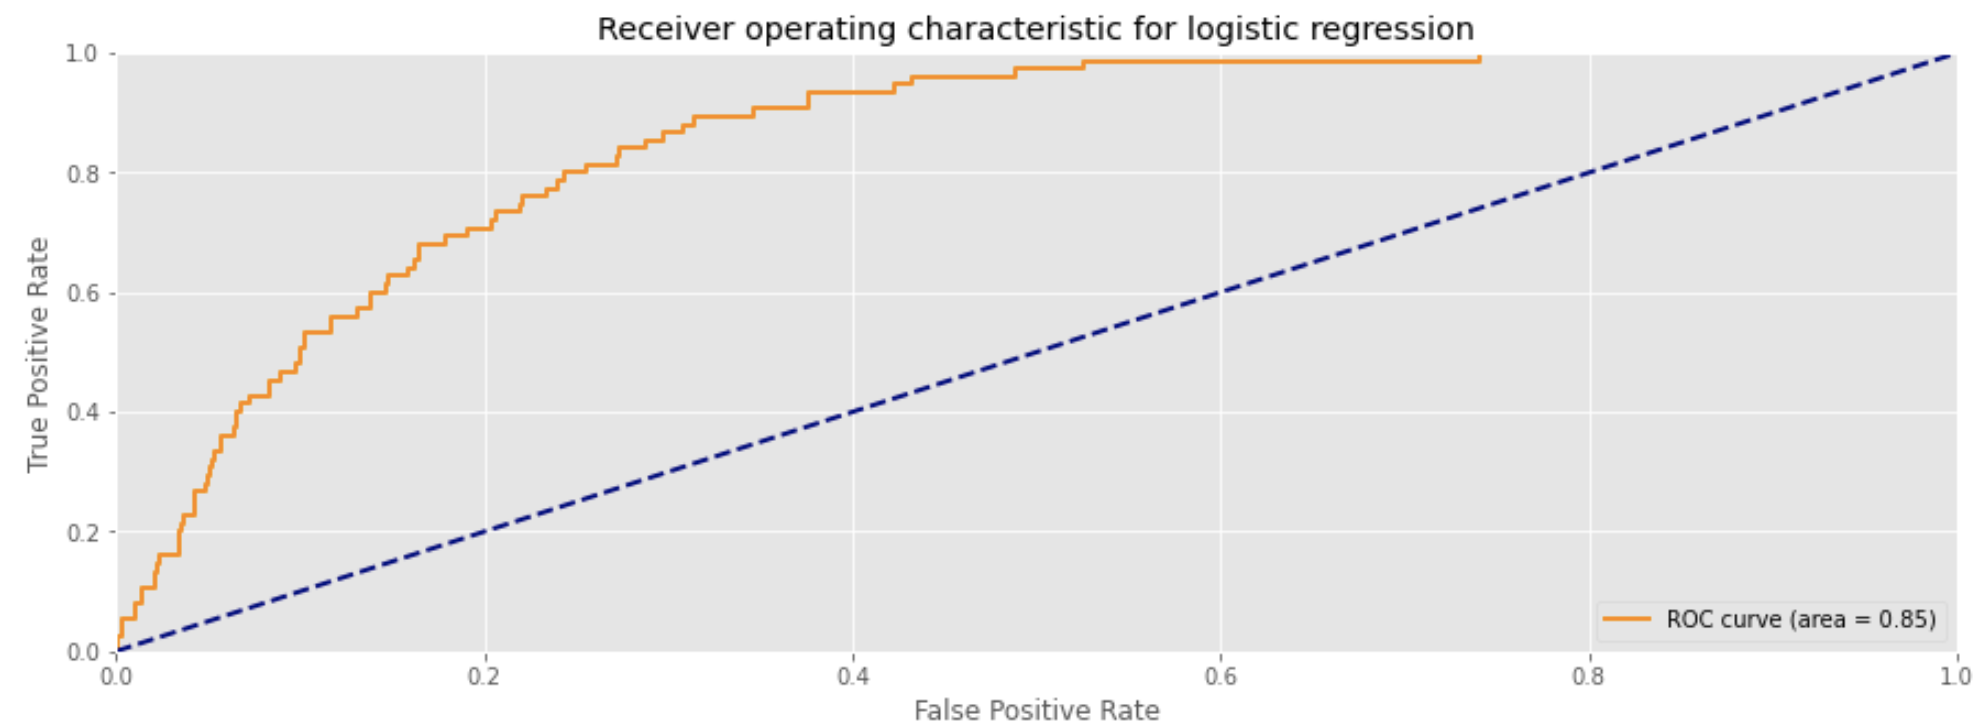 Receiver operating characteristic for logistic regression
1.0
0.8
0.6
0.4
0.2
0.0
True Positive Rate
ROC curve (area = 0.85)
0.0 0.2 0.4 0.6 0.8 1.0
False Positive Rate